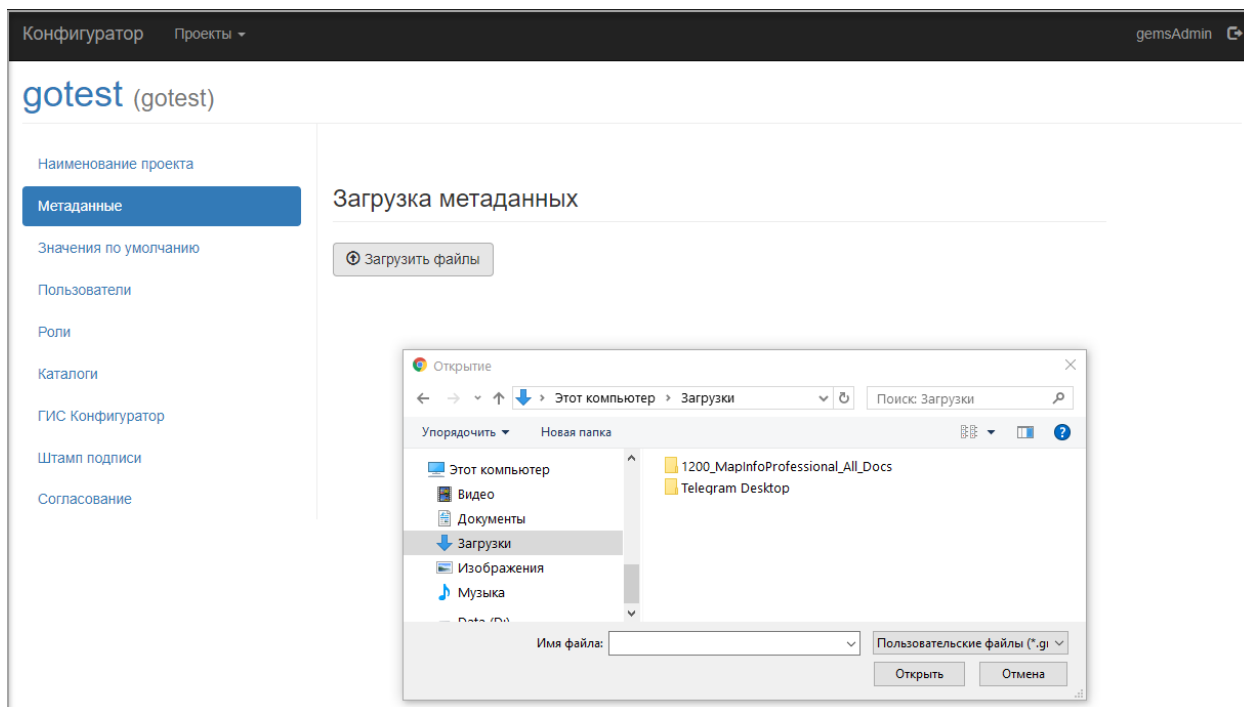 Конфигуратор Проекты gemsAdmin
gotest (gotest)
Наименование проекта
Метаданные
Значения по умолчанию
Пользователи
Роли
Каталоги
ГИС Конфигуратор
Штамп подписи
Согласование
Загрузка метаданных
Загрузить файлы
Открытие
Этот компьютер › Загрузки
Поиск: Загрузки
Упорядочить Новая папка
Этот компьютер
Видео
Документы
Загрузки
Изображения
Музыка
Data (D:)
1200_MapInfoProfessional_All_Docs
Telegram Desktop
Имя файла:
Пользовательские файлы (*.gı
Открыть Отмена